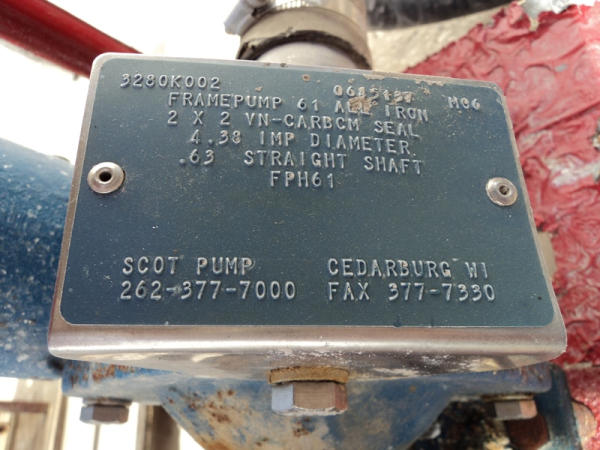 3280K002 M06
FRAMEPUMP 61 ALL IRON
2 X 2 VN-CARBCM SEAL
4.38 IMP DIAMETER
.63 STRAIGHT SHAFT
FPH61
SCOT PUMP CEDARBURG WI
262-377-7000 FAX 377-7330